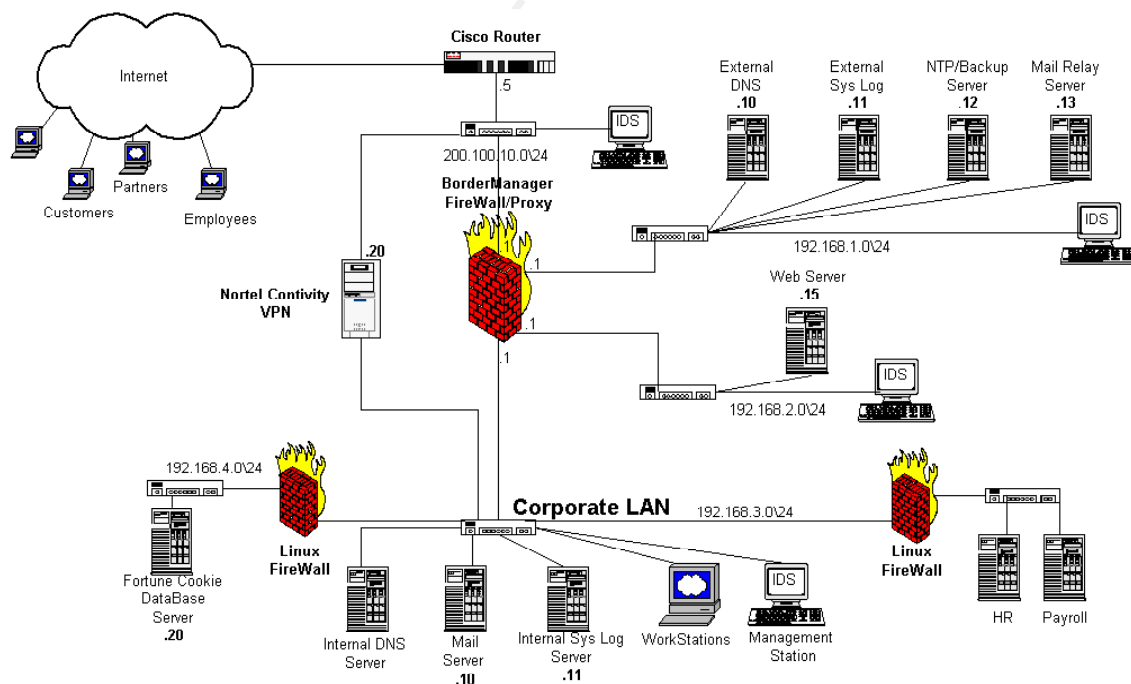 Cisco Router
Internet
.5
IDS
200.100.10.0\24
External
DNS
.10
External
Sys Log
.11
NTP/Backup
Server
.12
Mail Relay
Server
.13
Partners
Customers
Employees
BorderManager
FireWall/Proxy
.1
.1
.1
.1
IDS
192.168.1.0\24
.20
Nortel Contivity
VPN
Web Server
.15
IDS
192.168.2.0\24
192.168.4.0\24
Corporate LAN
192.168.3.0\24
Linux
FireWall
Linux
FireWall
Fortune Cookie
DataBase
Server
.20
Internal DNS
Server
Mail
Server
.10
Internal Sys Log
Server
.11
WorkStations
IDS
Management
Station
HR
Payroll